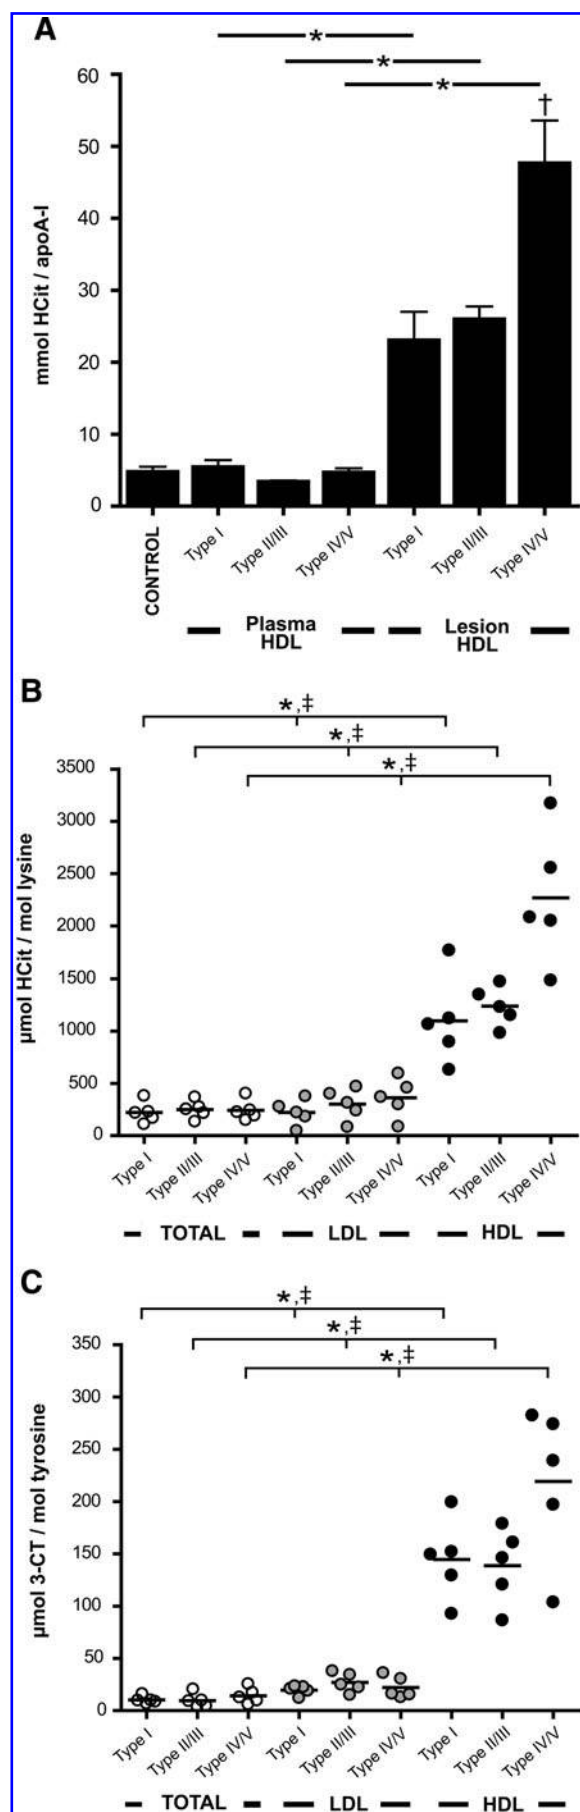 A
*
*
*
†
60
50
40
30
20
10
0
mmol HCit / apoA-I
CONTROL
Type I
Type II/III
Type IV/V
Type I
Type II/III
Type IV/V
Plasma HDL
Lesion HDL
B
*,‡
*,‡
*,‡
3500
3000
2500
2000
1500
1000
500
0
µmol HCit / mol lysine
Type I
Type II/III
Type IV/V
Type I
Type II/III
Type IV/V
Type I
Type II/III
Type IV/V
TOTAL
LDL
HDL
C
*,‡
*,‡
*,‡
350
300
250
200
150
100
50
0
µmol 3-CT / mol tyrosine
Type I
Type II/III
Type IV/V
Type I
Type II/III
Type IV/V
Type I
Type II/III
Type IV/V
TOTAL
LDL
HDL